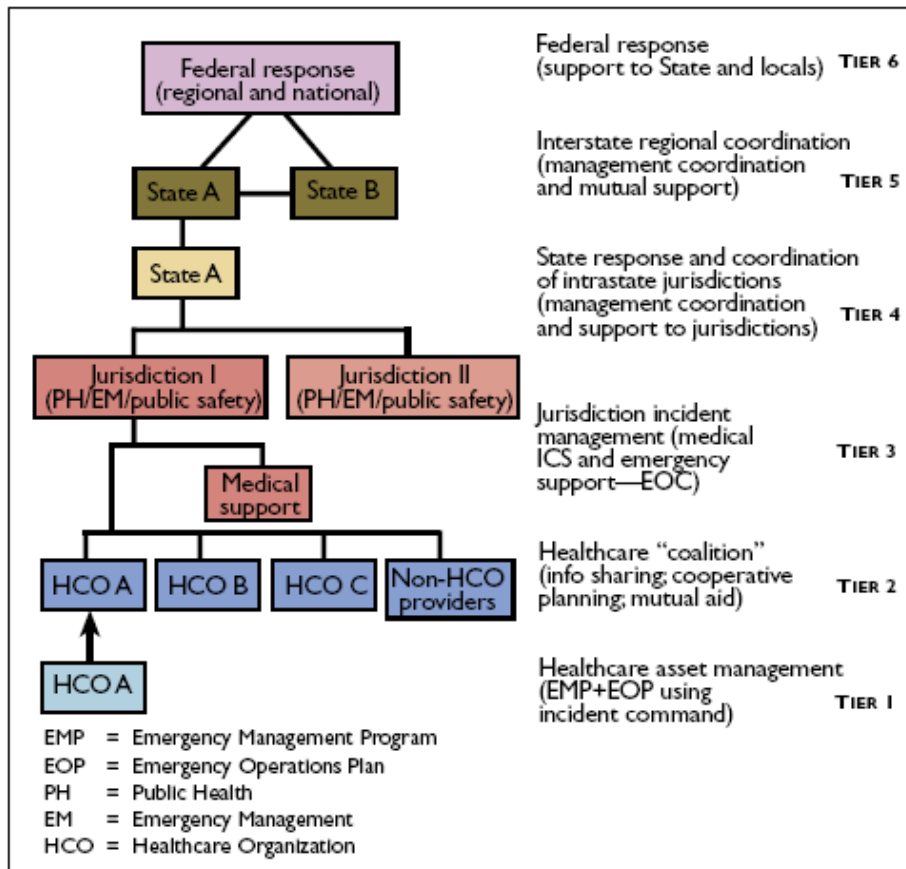 Federal response
(regional and national)
Federal response
(support to State and locals) TIER 6
State A
State B
Interstate regional coordination
(management coordination
and mutual support) TIER 5
State A
State response and coordination
of intrastate jurisdictions
(management coordination
and support to jurisdictions) TIER 4
Jurisdiction I
(PH/EM/public safety)
Jurisdiction II
(PH/EM/public safety)
Medical
support
Jurisdiction incident
management (medical
ICS and emergency
support—EOC)
TIER 3
HCO A
HCO B
HCO C
Non-HCO
providers
Healthcare “coalition”
(info sharing; cooperative
planning; mutual aid) TIER 2
HCO A
Healthcare asset management
(EMP+EOP using
incident command) TIER 1
EMP = Emergency Management Program
EOP = Emergency Operations Plan
PH = Public Health
EM = Emergency Management
HCO = Healthcare Organization